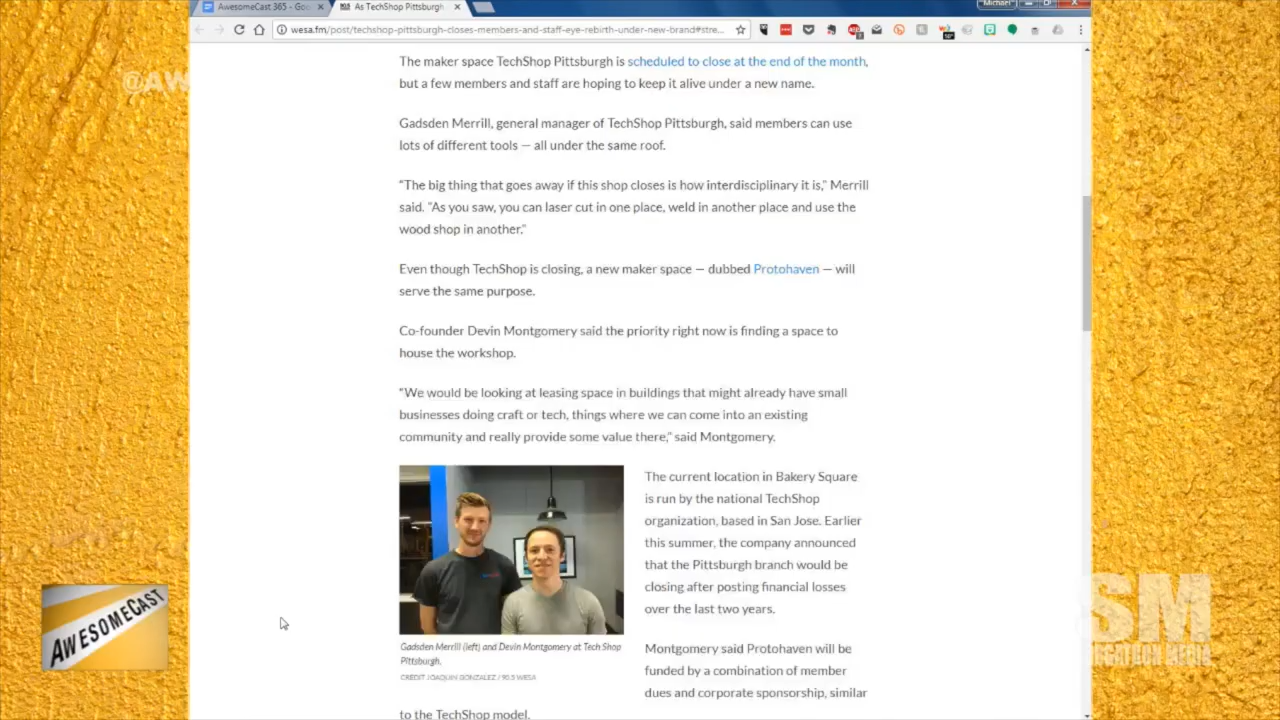 AwesomeCast 365 - Goo
As TechShop Pittsburgh
Michael
wesa.fm/post/techshop-pittsburgh-closes-members-and-staff-eye-rebirth-under-new-brand#stre...
@AW
The maker space TechShop Pittsburgh is scheduled to close at the end of the month,
but a few members and staff are hoping to keep it alive under a new name.
Gadsden Merrill, general manager of TechShop Pittsburgh, said members can use
lots of different tools — all under the same roof.
“The big thing that goes away if this shop closes is how interdisciplinary it is,” Merrill
said. “As you saw, you can laser cut in one place, weld in another place and use the
wood shop in another.”
Even though TechShop is closing, a new maker space — dubbed Protohaven — will
serve the same purpose.
Co-founder Devin Montgomery said the priority right now is finding a space to
house the workshop.
“We would be looking at leasing space in buildings that might already have small
businesses doing craft or tech, things where we can come into an existing
community and really provide some value there,” said Montgomery.
The current location in Bakery Square
is run by the national TechShop
organization, based in San Jose. Earlier
this summer, the company announced
that the Pittsburgh branch would be
closing after posting financial losses
over the last two years.
Gadsden Merrill (left) and Devin Montgomery at Tech Shop
Pittsburgh.
CREDIT JOAQUIN GONZALEZ / 90.5 WESA
Montgomery said Protohaven will be
funded by a combination of member
dues and corporate sponsorship, similar
to the TechShop model.
AWESOMECAST
SM